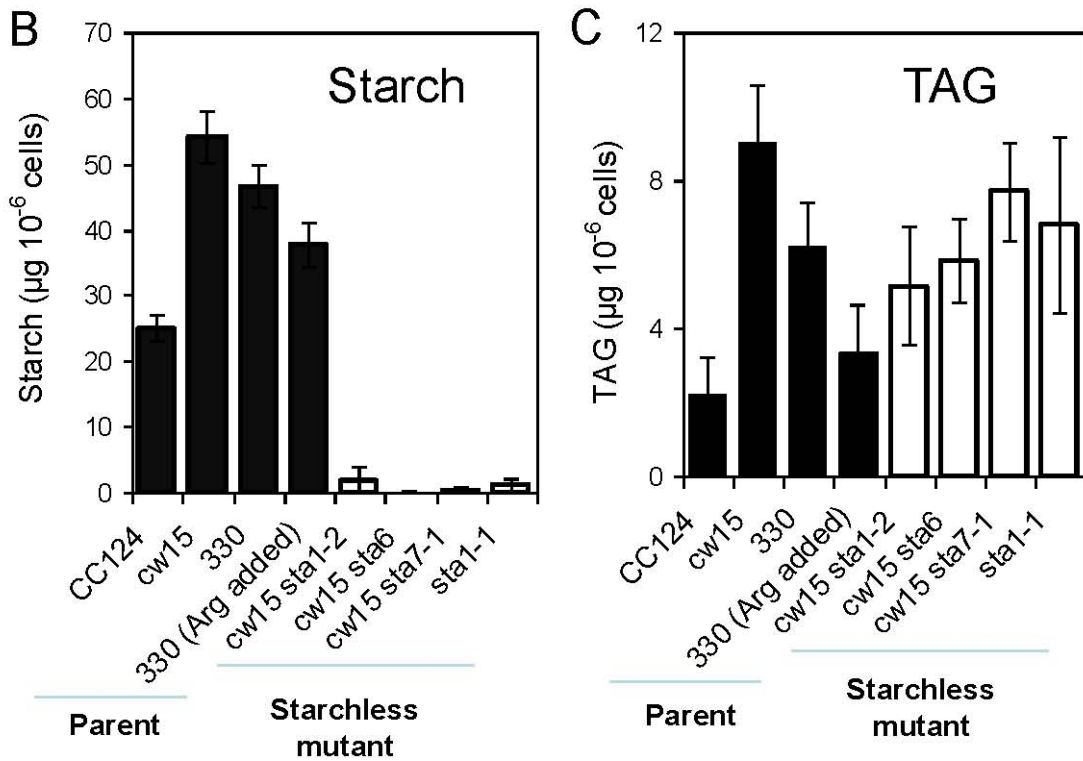 B
Starch
Starch (µg 10⁻⁶ cells)
70
60
50
40
30
20
10
0
CC124
cw15
330
330 (Arg added)
cw15 sta1-2
cw15 sta6
cw15 sta7-1
sta1-1
Parent
Starchless
mutant
C
TAG
TAG (µg 10⁻⁶ cells)
12
8
4
0
CC124
cw15
330
330 (Arg added)
cw15 sta1-2
cw15 sta6
cw15 sta7-1
sta1-1
Parent
Starchless
mutant